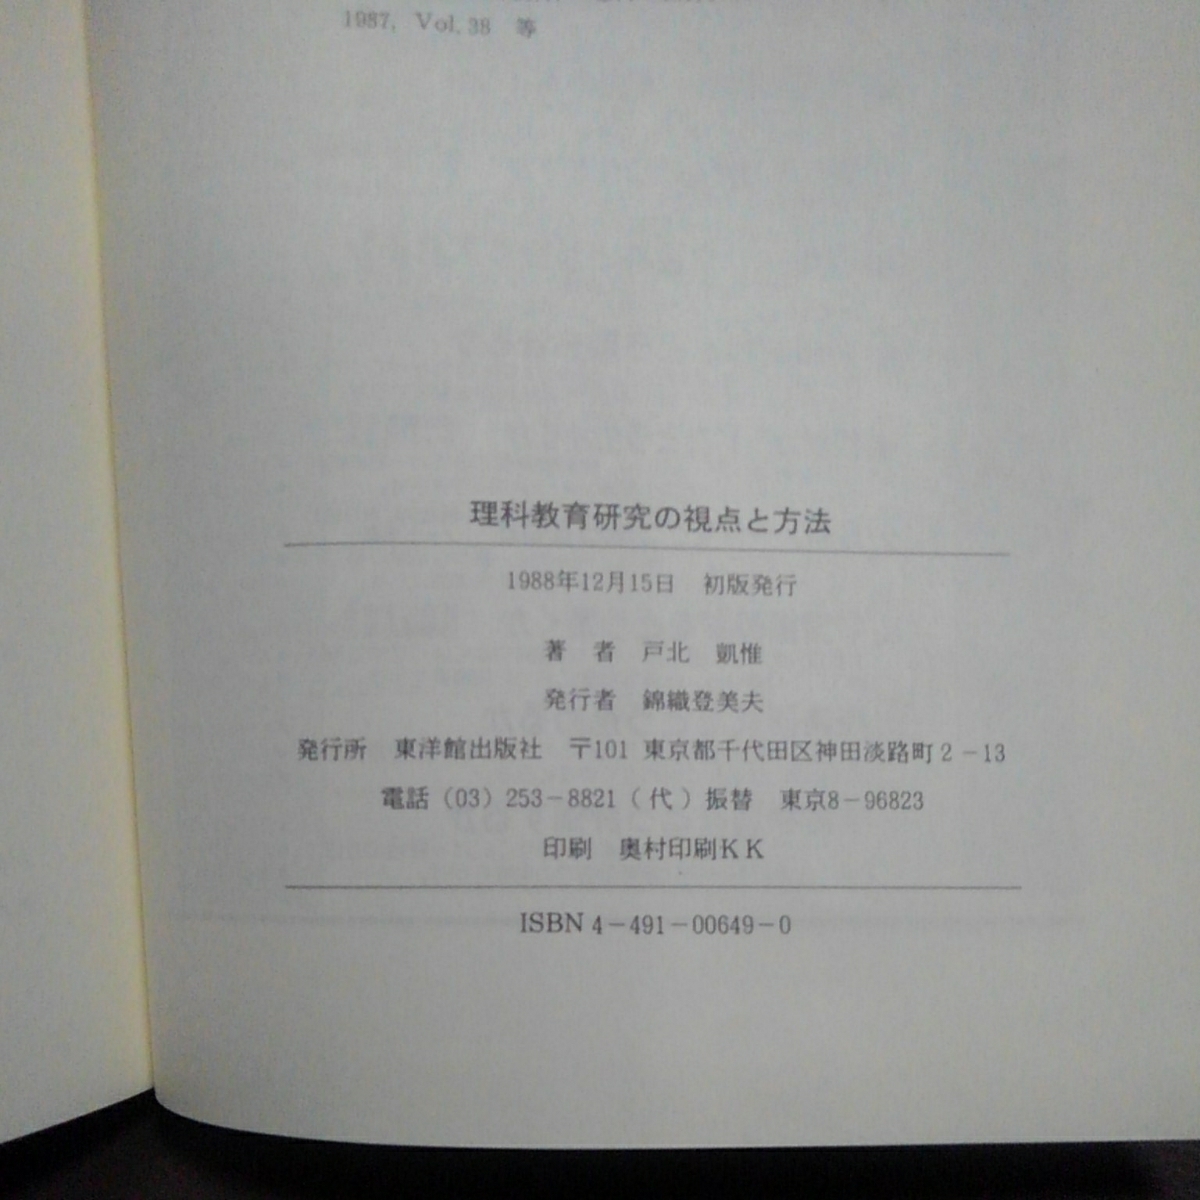 1987, Vol. 38 等
理科教育研究の視点と方法
1988年12月15日 初版発行
著 者 戸北 凱惟
発行者 錦織登美夫
発行所 東洋館出版社 〒101 東京都千代田区神田淡路町2-13
電話 (03) 253-8821 (代) 振替 東京8-96823
印刷 奥村印刷KK
ISBN 4-491-00649-0